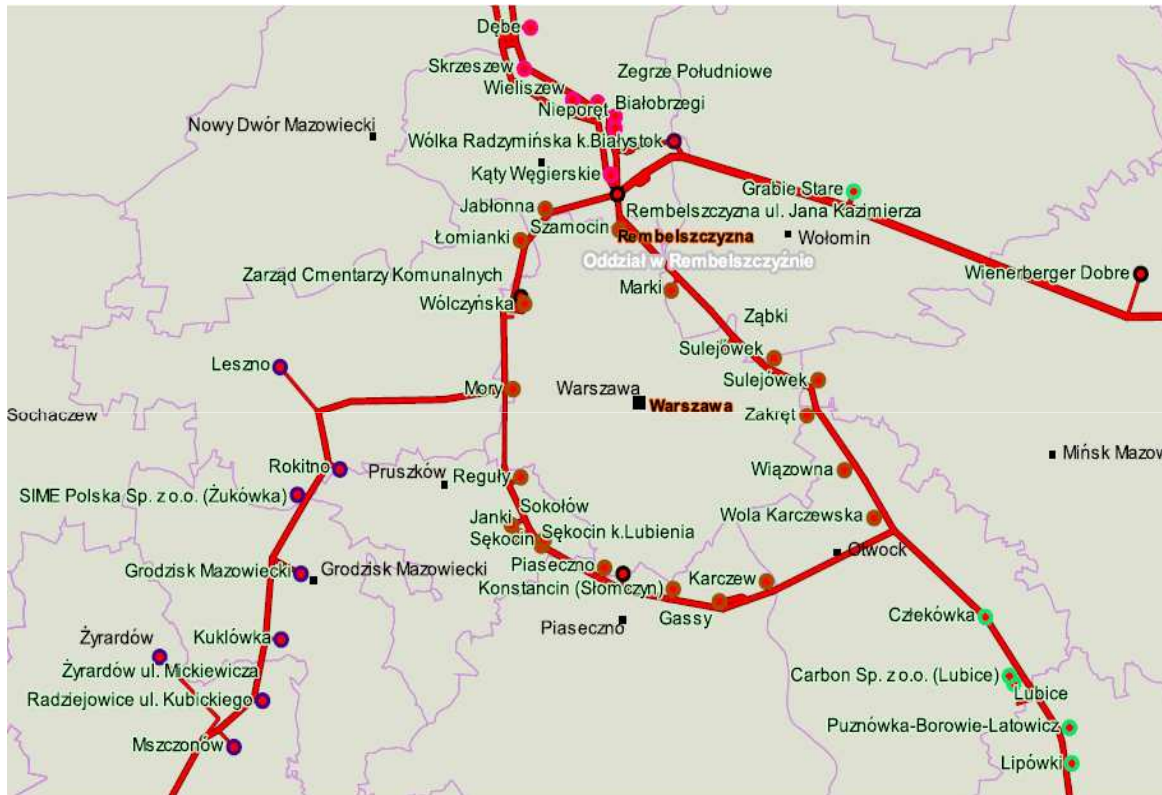 Dębe
Skrzeszew
Zegrze Południowe
Wieliszew
Nieporęt
Białobrzegi
Nowy Dwór Mazowiecki
Wólka Radzymińska k.Białystok
Kąty Węgierskie
Grabie Stare
Jabłonna
Rembelszczyzna ul. Jana Kazimierza
Szamocin
Rembelszczyzna
Wołomin
Łomianki
Oddział w Rembelszczyźnie
Zarząd Cmentarzy Komunalnych
Wienerberger Dobre
Marki
Wólczyńska
Ząbki
Sulejówek
Leszno
Sulejówek
Mory
Warszawa
Warszawa
Sochaczew
Zakręt
Mińsk Mazow
Rokitno
Pruszków
Reguły
Wiązowna
SIME Polska Sp. z o.o. (Żukówka)
Sokołów
Janki
Wola Karczewska
Sękocin k.Lubienia
Sękocin
Otwock
Grodzisk Mazowiecki
Grodzisk Mazowiecki
Piaseczno
Karczew
Konstancin (Słomczyn)
Gassy
Człekówka
Piaseczno
Żyrardów
Kuklówka
Żyrardów ul. Mickiewicza
Carbon Sp. z o.o. (Lubice)
Lubice
Radziejowice ul. Kubickiego
Puznówka-Borowie-Latowicz
Mszczonów
Lipówki